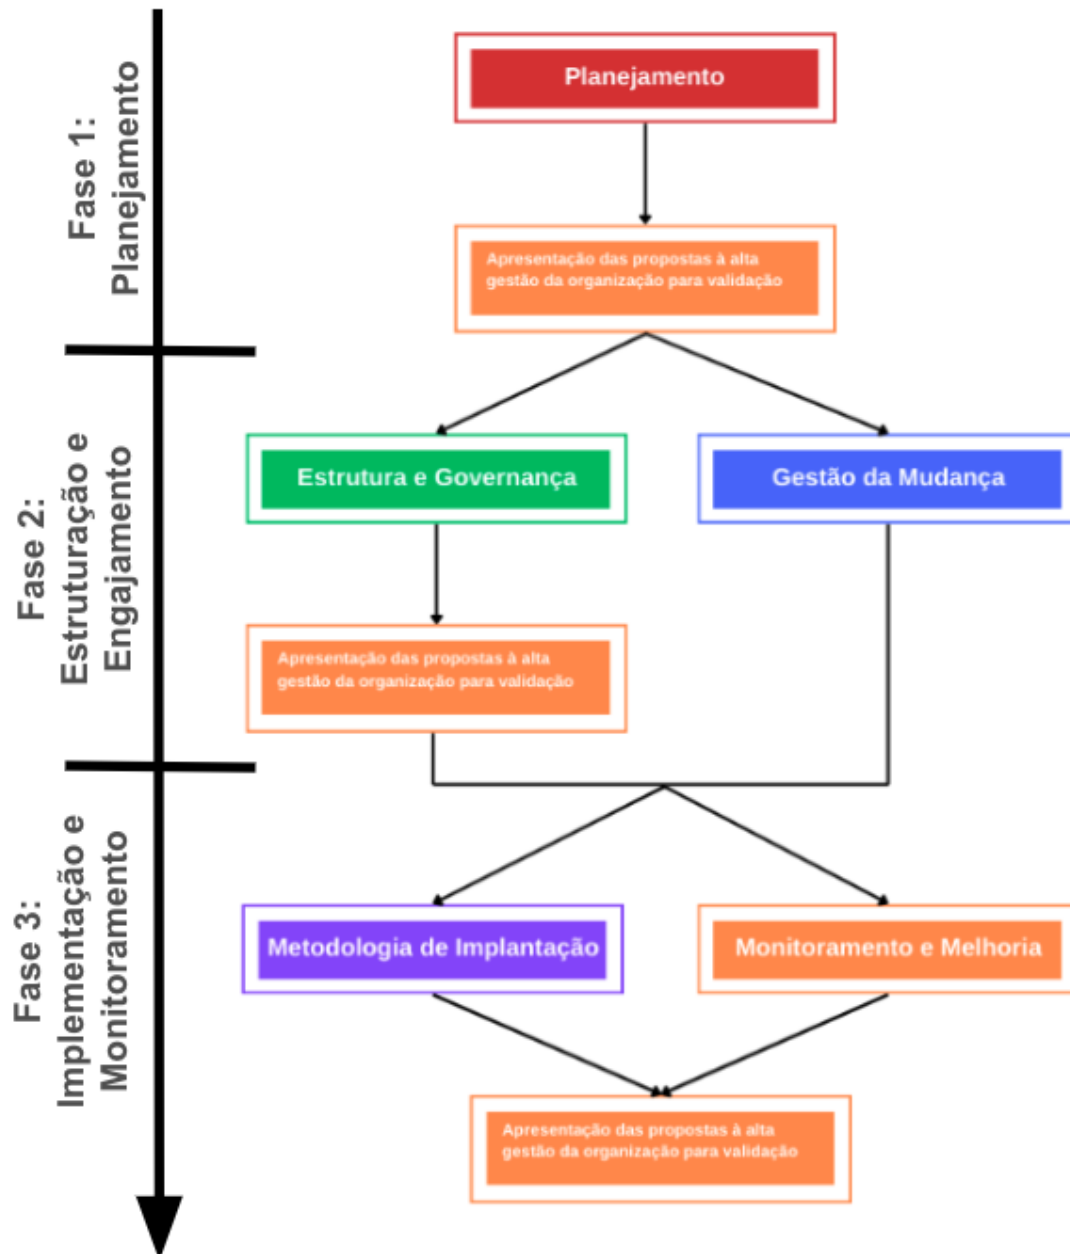 Fase 1:
Planejamento
Planejamento
Apresentação das propostas à alta
gestão da organização para validação
Fase 2:
Estruturação e
Engajamento
Estrutura e Governança
Gestão da Mudança
Apresentação das propostas à alta
gestão da organização para validação
Fase 3:
Implementação e
Monitoramento
Metodologia de Implantação
Monitoramento e Melhoria
Apresentação das propostas à alta
gestão da organização para validação